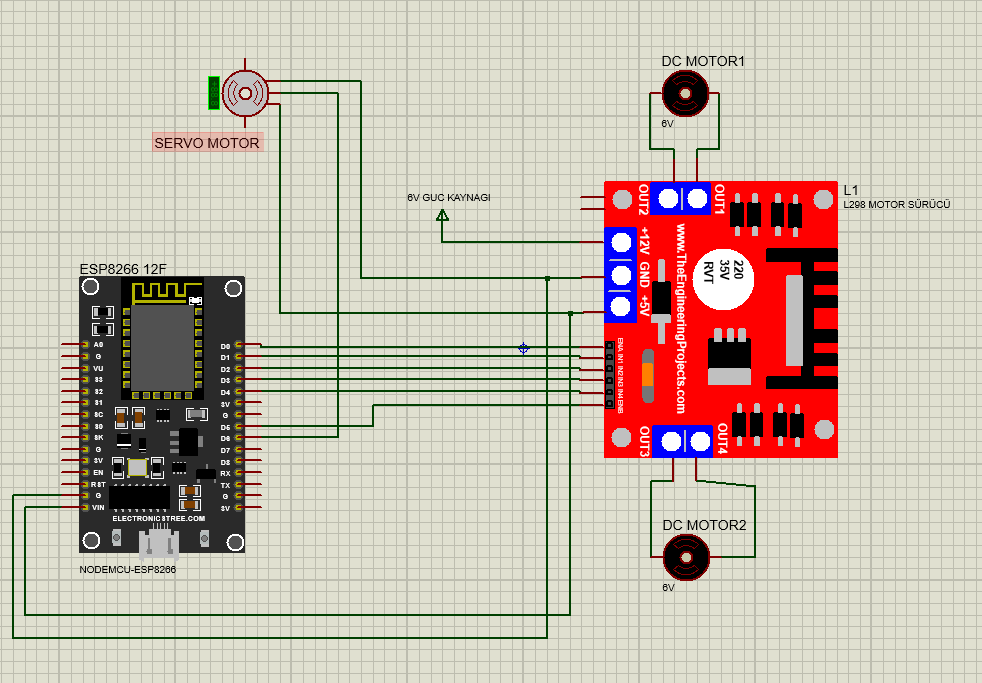 DC MOTOR1
6V
SERVO MOTOR
6V GUC KAYNAGI
L1
L298 MOTOR SÜRÜCÜ
OUT2
OUT1
+12V
GND
+5V
www.TheEngineeringProjects.com
220
35V
RVT
ENA IN1 IN2 IN3 IN4 ENB
OUT3
OUT4
DC MOTOR2
6V
ESP8266 12F
A0
G
VU
S3
S2
S1
SC
S0
SK
G
3V
EN
RST
G
VIN
D0
D1
D2
D3
D4
3V
G
D5
D6
D7
D8
RX
TX
G
3V
ELECTRONICSTREE.COM
NODEMCU-ESP8266